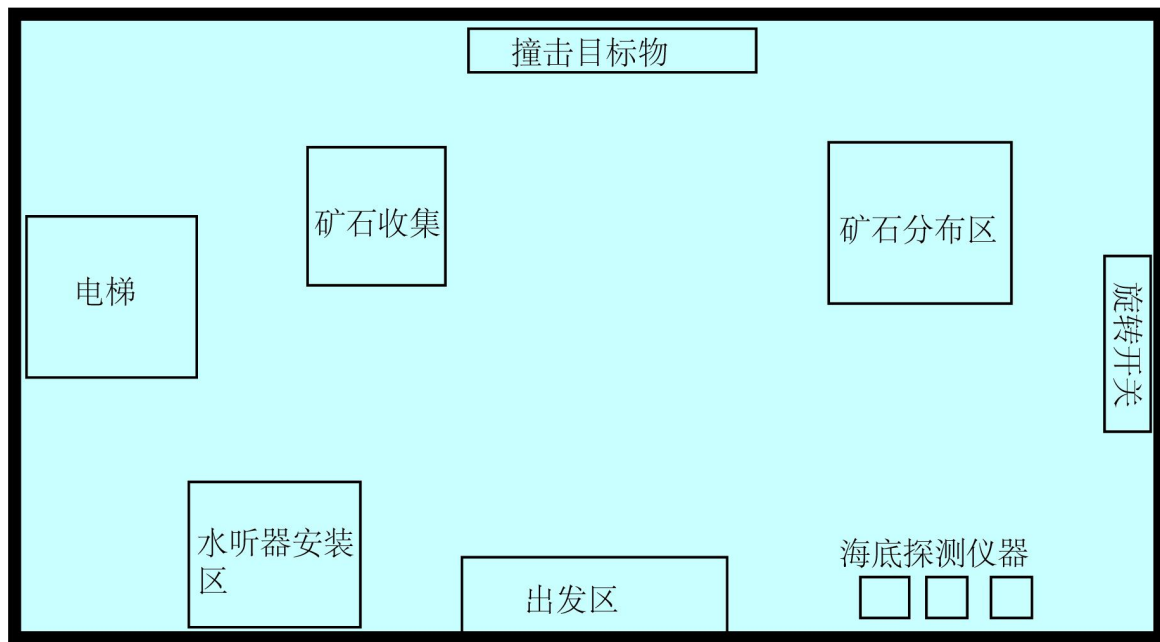 撞击目标物
矿石收集
矿石分布区
电梯
旋转开关
水听器安装
区
海底探测仪器
出发区